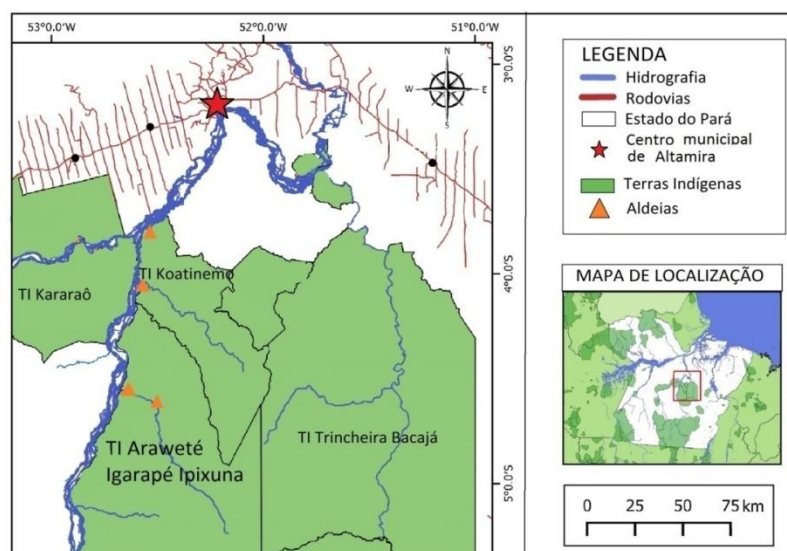 53°0.0'W
52°0.0'W
51°0.0'W
N
W
E
S
3°0.0'S
4°0.0'S
5°0.0'S
TI Kararaô
TI Koatinemo
TI Araweté
Igarapé Ipixuna
TI Trincheira Bacajá
LEGENDA
Hidrografia
Rodovias
Estado do Pará
Centro municipal
de Altamira
Terras Indígenas
Aldeias
MAPA DE LOCALIZAÇÃO
0 25 50 75 km